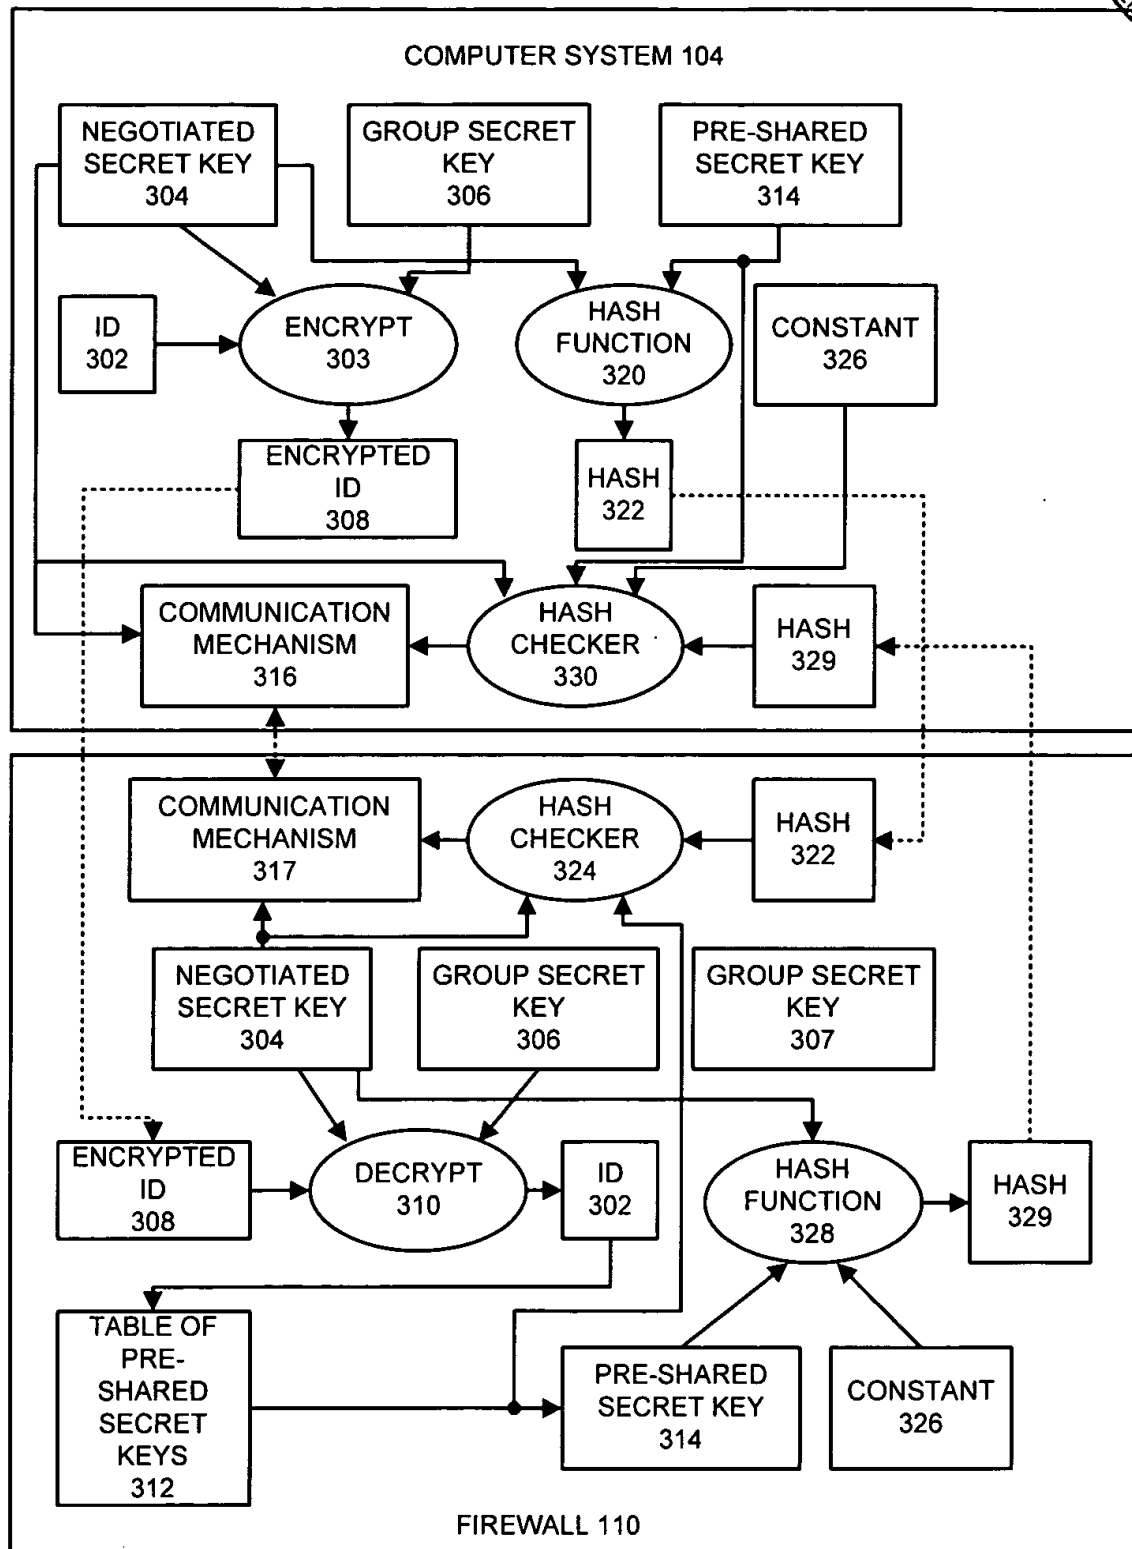 COMPUTER SYSTEM 104
NEGOTIATED
SECRET KEY
304
GROUP SECRET
KEY
306
PRE-SHARED
SECRET KEY
314
ID
302
ENCRYPT
303
HASH
FUNCTION
320
CONSTANT
326
ENCRYPTED
ID
308
HASH
322
COMMUNICATION
MECHANISM
316
HASH
CHECKER
330
HASH
329
COMMUNICATION
MECHANISM
317
HASH
CHECKER
324
HASH
322
NEGOTIATED
SECRET KEY
304
GROUP SECRET
KEY
306
GROUP SECRET
KEY
307
ENCRYPTED
ID
308
DECRYPT
310
ID
302
HASH
FUNCTION
328
HASH
329
TABLE OF
PRE-
SHARED
SECRET
KEYS
312
PRE-SHARED
SECRET KEY
314
CONSTANT
326
FIREWALL 110